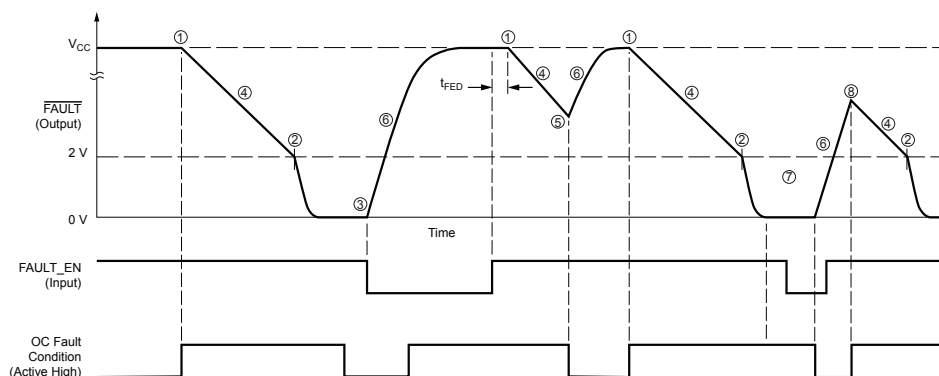 ① ① ①
V_CC
④ ④ ⑥ ④ ⑧
⑥ t_FED
④
FAULT
(Output)
⑤
② ② ⑥ ②
2 V
⑦
③
0 V
Time
FAULT_EN
(Input)
OC Fault
Condition
(Active High)